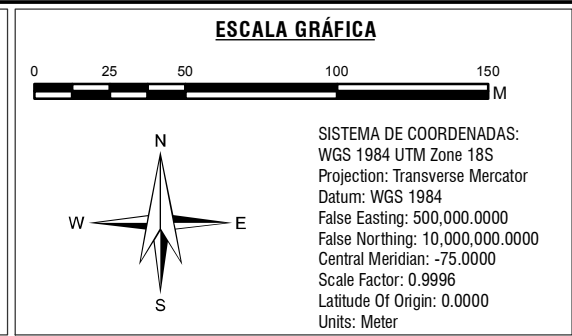 ESCALA GRÁFICA
0 25 50 100 150
M
N
W E
S
SISTEMA DE COORDENADAS:
WGS 1984 UTM Zone 18S
Projection: Transverse Mercator
Datum: WGS 1984
False Easting: 500,000.0000
False Northing: 10,000,000.0000
Central Meridian: -75.0000
Scale Factor: 0.9996
Latitude Of Origin: 0.0000
Units: Meter